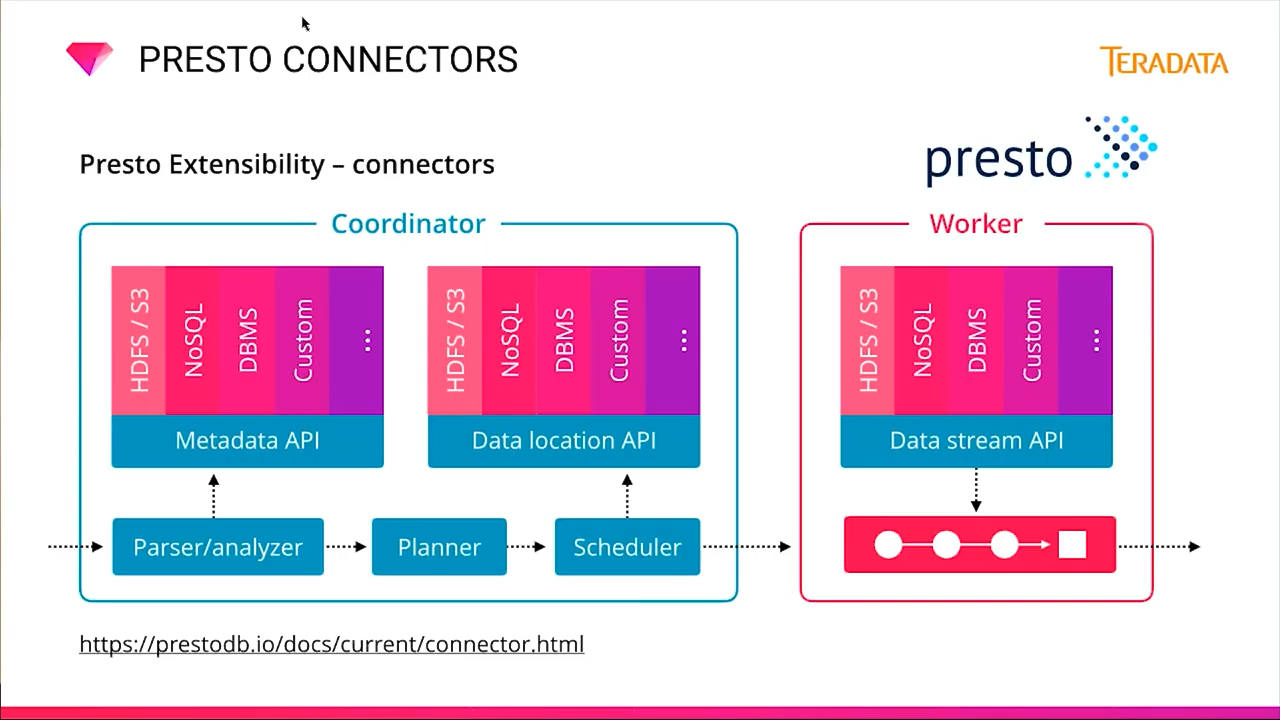 PRESTO CONNECTORS
TERADATA
presto
Presto Extensibility – connectors
Coordinator
HDFS / S3
NoSQL
DBMS
Custom
...
Metadata API
HDFS / S3
NoSQL
DBMS
Custom
...
Data location API
Parser/analyzer
Planner
Scheduler
Worker
HDFS / S3
NoSQL
DBMS
Custom
...
Data stream API
https://prestodb.io/docs/current/connector.html